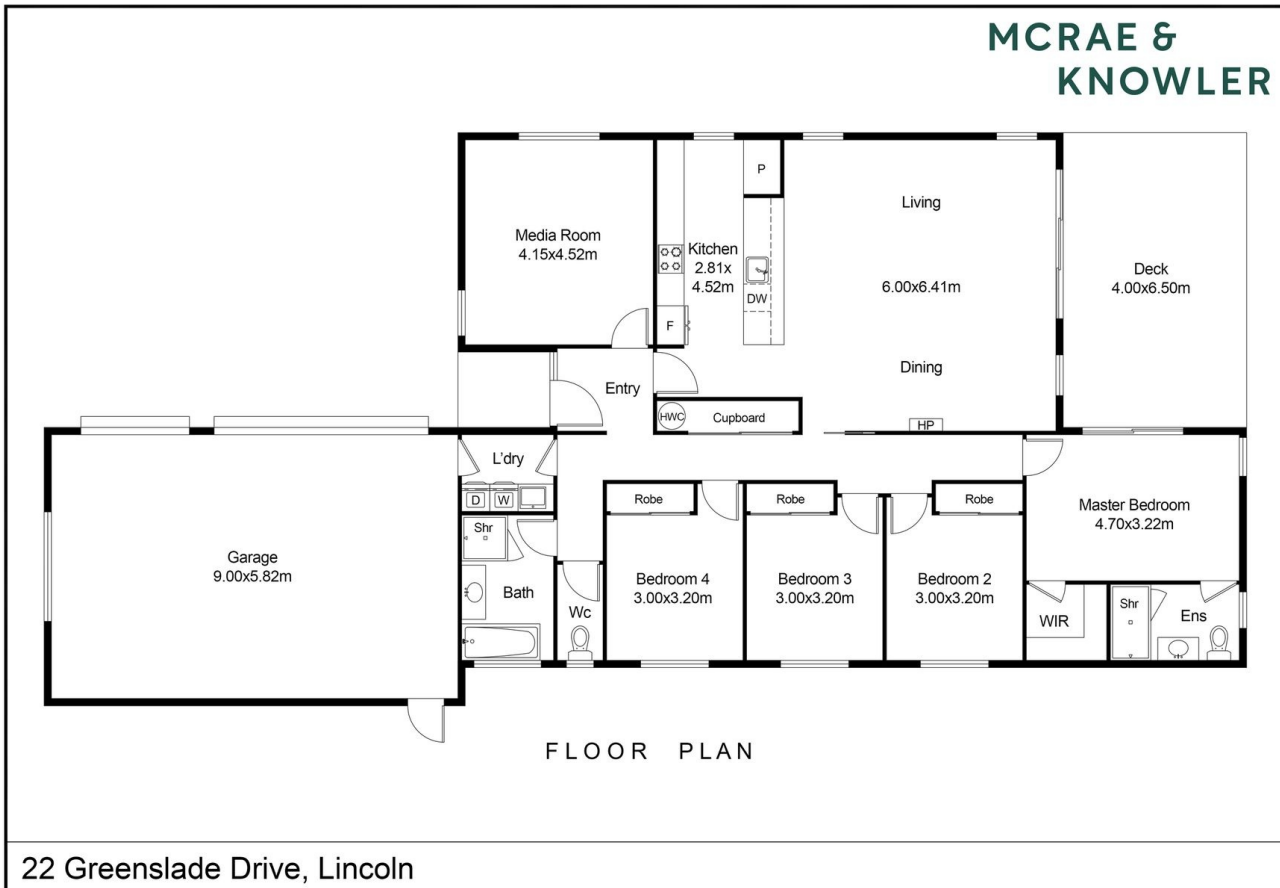 MCRAE &
KNOWLER
Media Room
4.15x4.52m
P
Kitchen
2.81x
4.52m
DW
F
Living
6.00x6.41m
Dining
Deck
4.00x6.50m
Entry
HWC
Cupboard
HP
L'dry
D
W
Robe
Robe
Robe
Master Bedroom
4.70x3.22m
Garage
9.00x5.82m
Shr
Bath
Wc
Bedroom 4
3.00x3.20m
Bedroom 3
3.00x3.20m
Bedroom 2
3.00x3.20m
WIR
Shr
Ens
FLOOR PLAN
22 Greenslade Drive, Lincoln